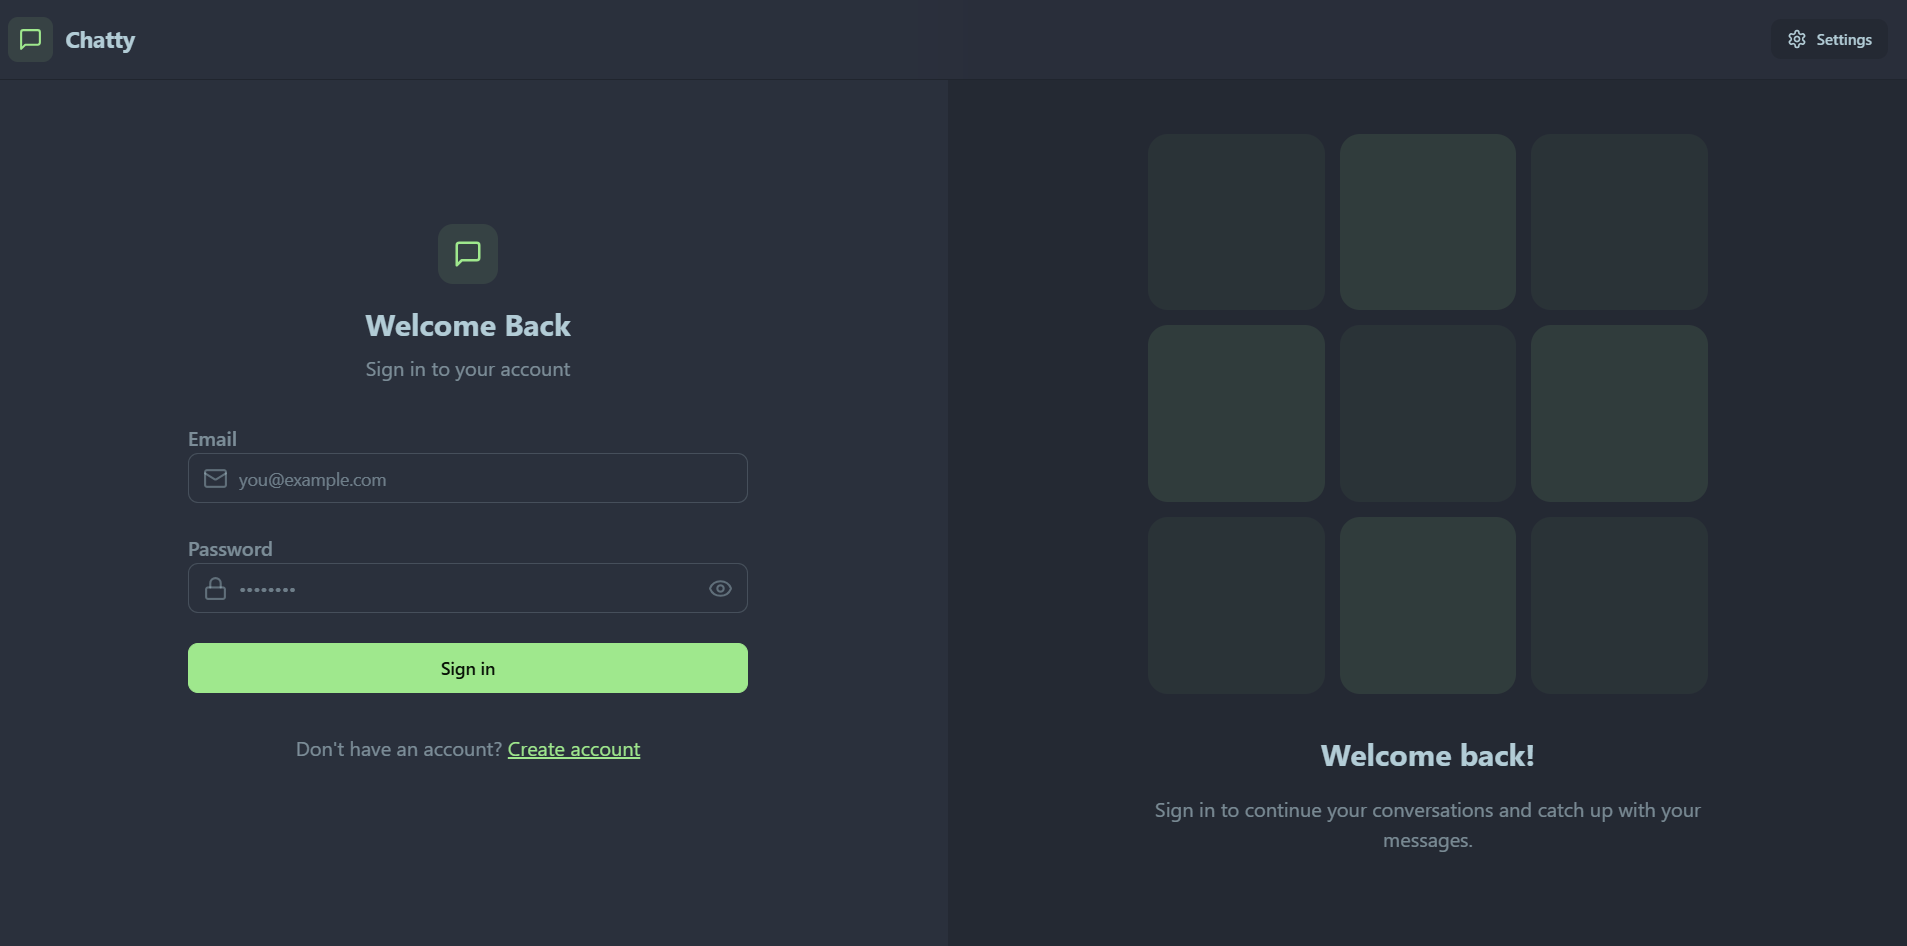 Chatty
Settings
Welcome Back
Sign in to your account
Email
you@example.com
Password
••••••••
Sign in
Don't have an account? Create account
Welcome back!
Sign in to continue your conversations and catch up with your
messages.